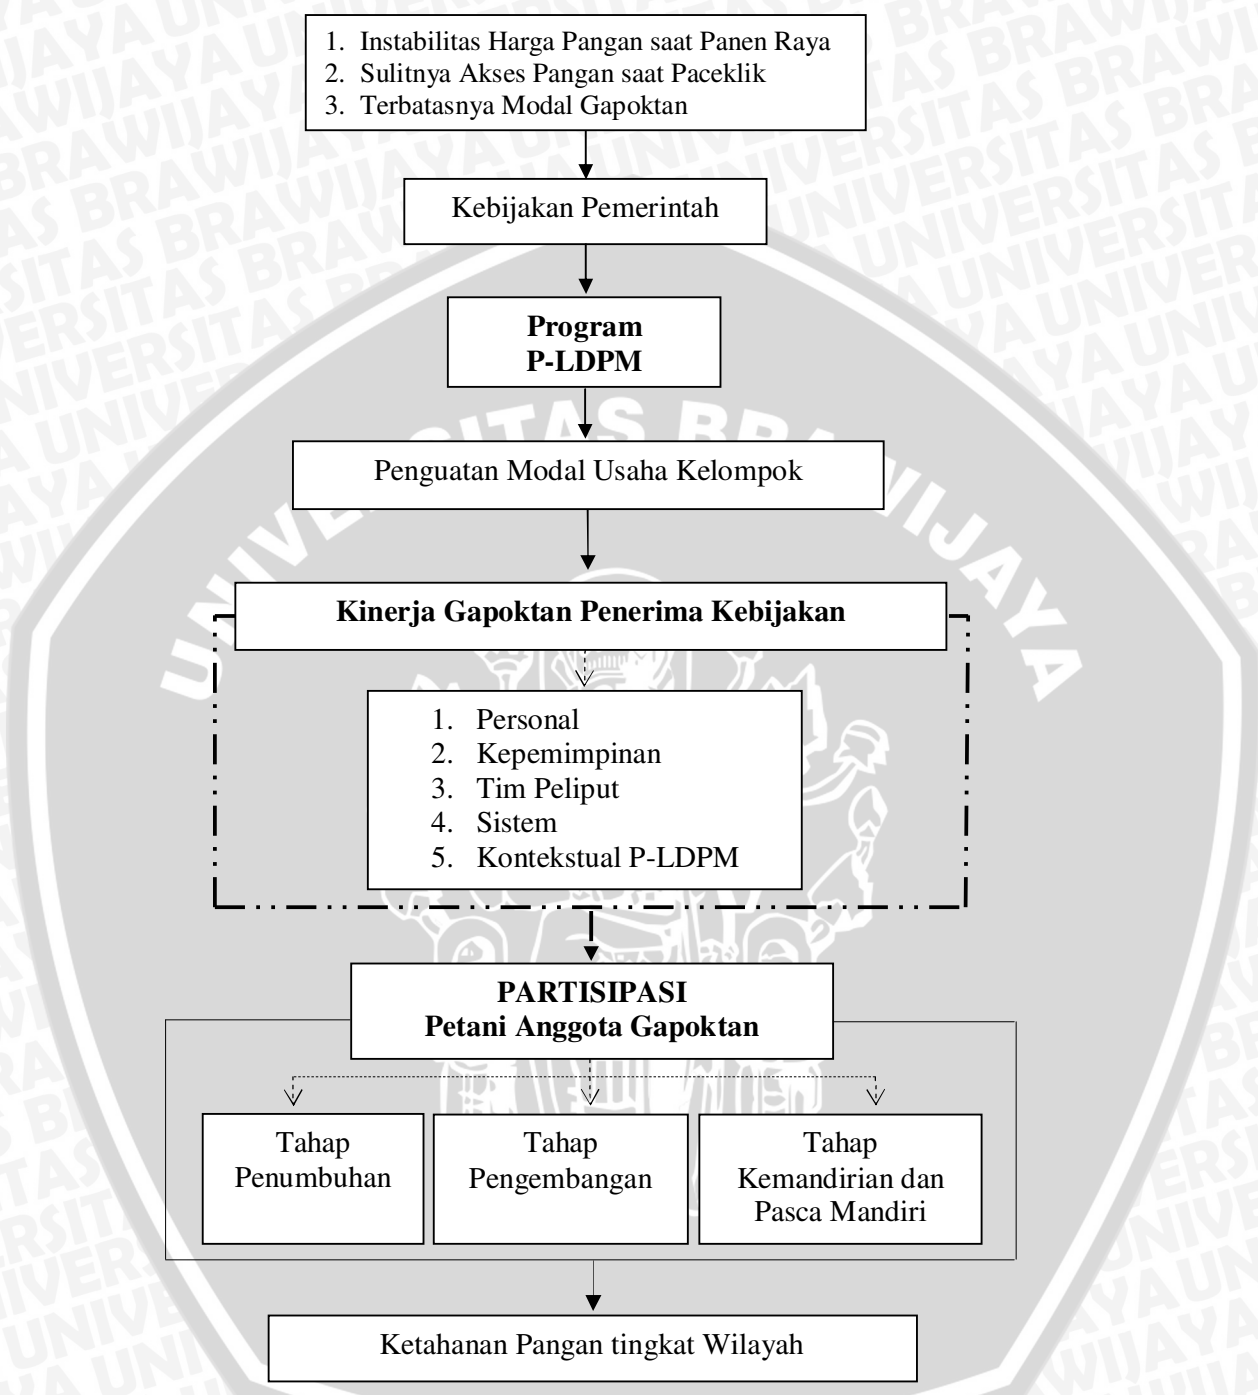 1. Instabilitas Harga Pangan saat Panen Raya
2. Sulitnya Akses Pangan saat Paceklik
3. Terbatasnya Modal Gapoktan
Kebijakan Pemerintah
Program
P-LDPM
Penguatan Modal Usaha Kelompok
UNIVERSITAS BRAWIJAYA
Kinerja Gapoktan Penerima Kebijakan
1. Personal
2. Kepemimpinan
3. Tim Peliput
4. Sistem
5. Kontekstual P-LDPM
PARTISIPASI
Petani Anggota Gapoktan
Tahap
Penumbuhan
Tahap
Pengembangan
Tahap
Kemandirian dan
Pasca Mandiri
Ketahanan Pangan tingkat Wilayah